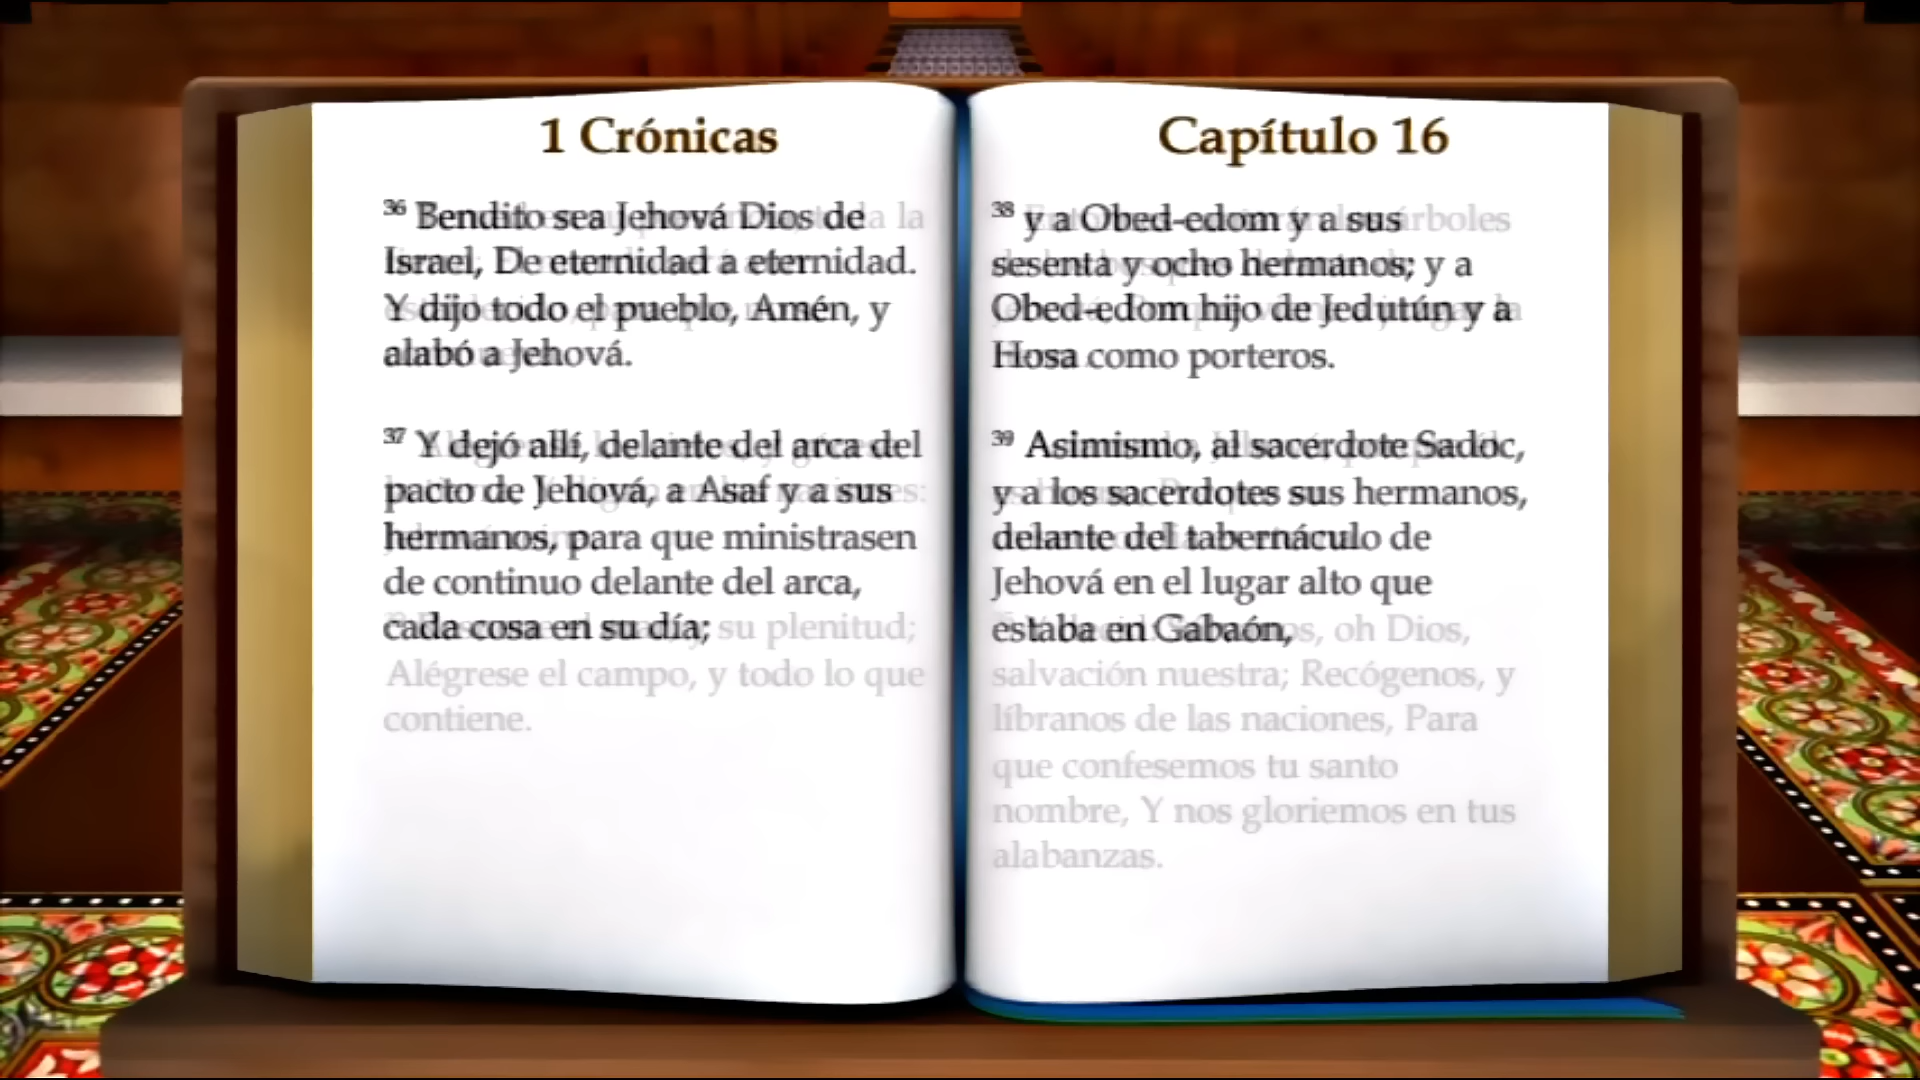 1 Crónicas
36 Bendito sea Jehová Dios de
Israel, De eternidad a eternidad.
Y dijo todo el pueblo, Amén, y
alabó a Jehová.
37 Y dejó allí, delante del arca del
pacto de Jehová, a Asaf y a sus
hermanos, para que ministrasen
de continuo delante del arca,
cada cosa en su día;
su plenitud;
Alégrese el campo, y todo lo que
contiene.
Capítulo 16
38 y a Obed-edom y a sus
sesenta y ocho hermanos; y a
Obed-edom hijo de Jedutún y a
Hosa como porteros.
39 Asimismo, al sacerdote Sadoc,
y a los sacerdotes sus hermanos,
delante del tabernáculo de
Jehová en el lugar alto que
estaba en Gabaón,
oh Dios,
salvación nuestra; Recógenos, y
líbranos de las naciones, Para
que confesemos tu santo
nombre, Y nos gloriemos en tus
alabanzas.